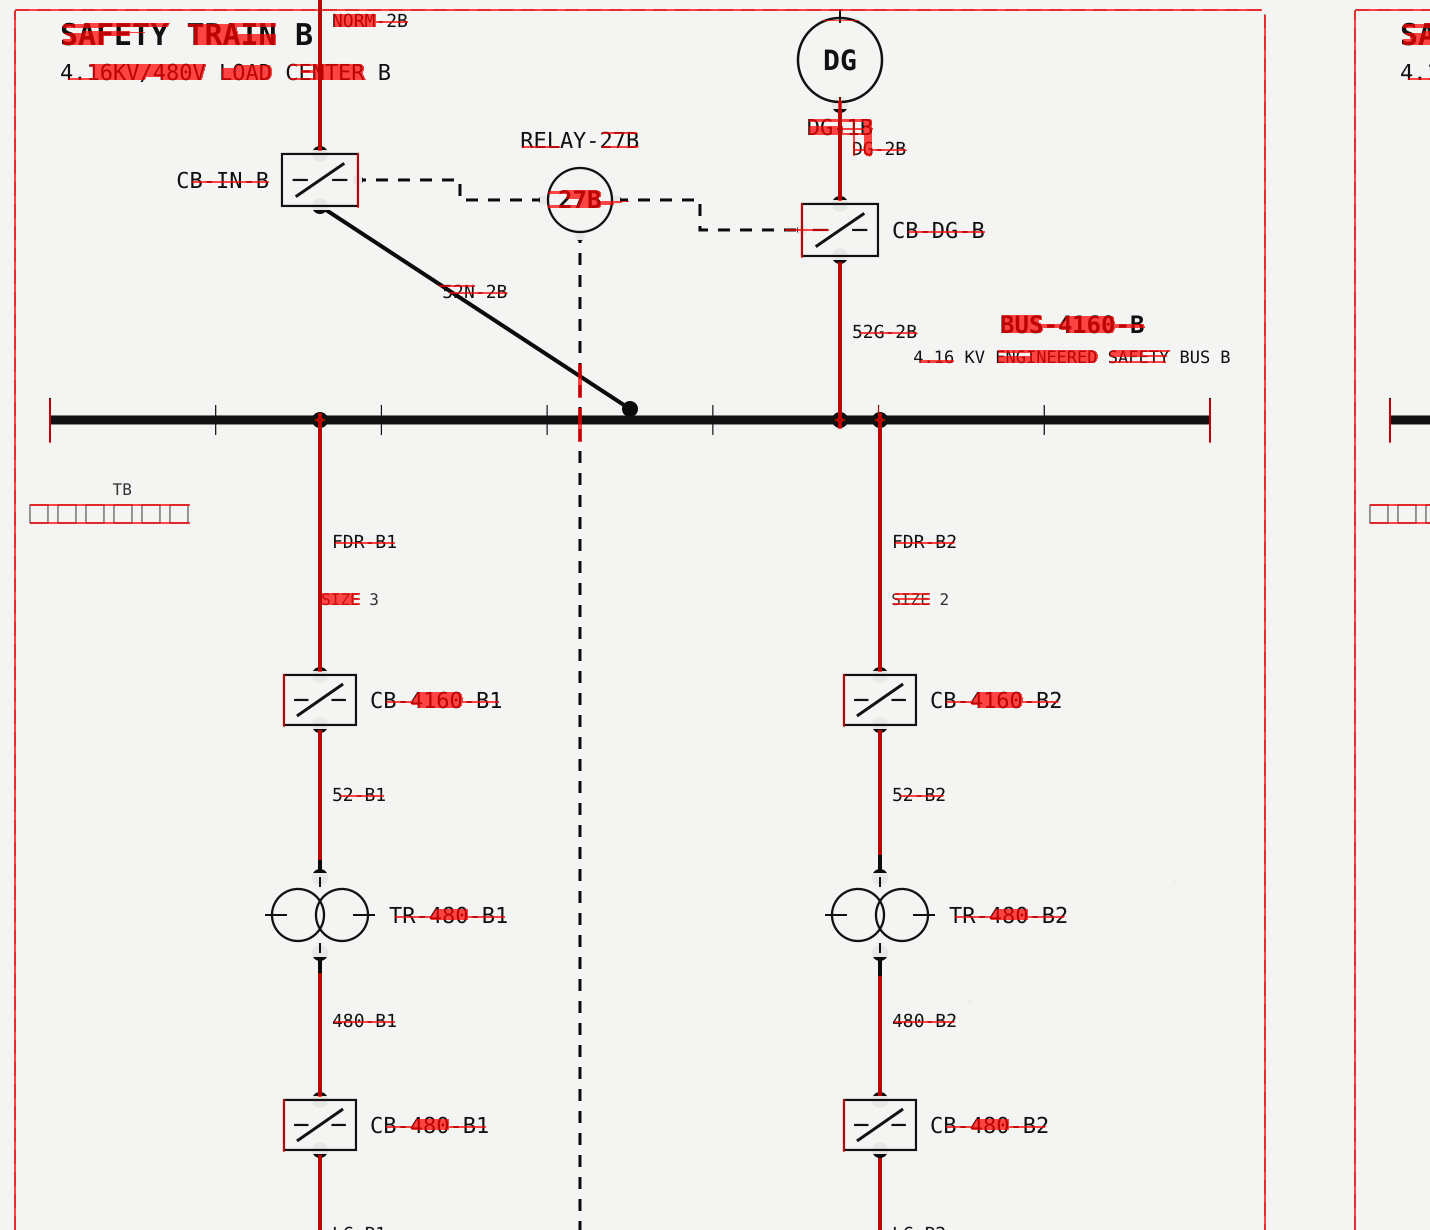 NORM-2B
SAFETY TRAIN B
4.16KV/480V LOAD CENTER B
DG
DG-1B
DG-2B
RELAY-27B
CB-IN-B
27B
CB-DG-B
52N-2B
52G-2B
BUS-4160-B
4.16 KV ENGINEERED SAFETY BUS B
TB
FDR-B1
FDR-B2
SIZE 3
SIZE 2
CB-4160-B1
CB-4160-B2
52-B1
52-B2
TR-480-B1
TR-480-B2
480-B1
480-B2
CB-480-B1
CB-480-B2